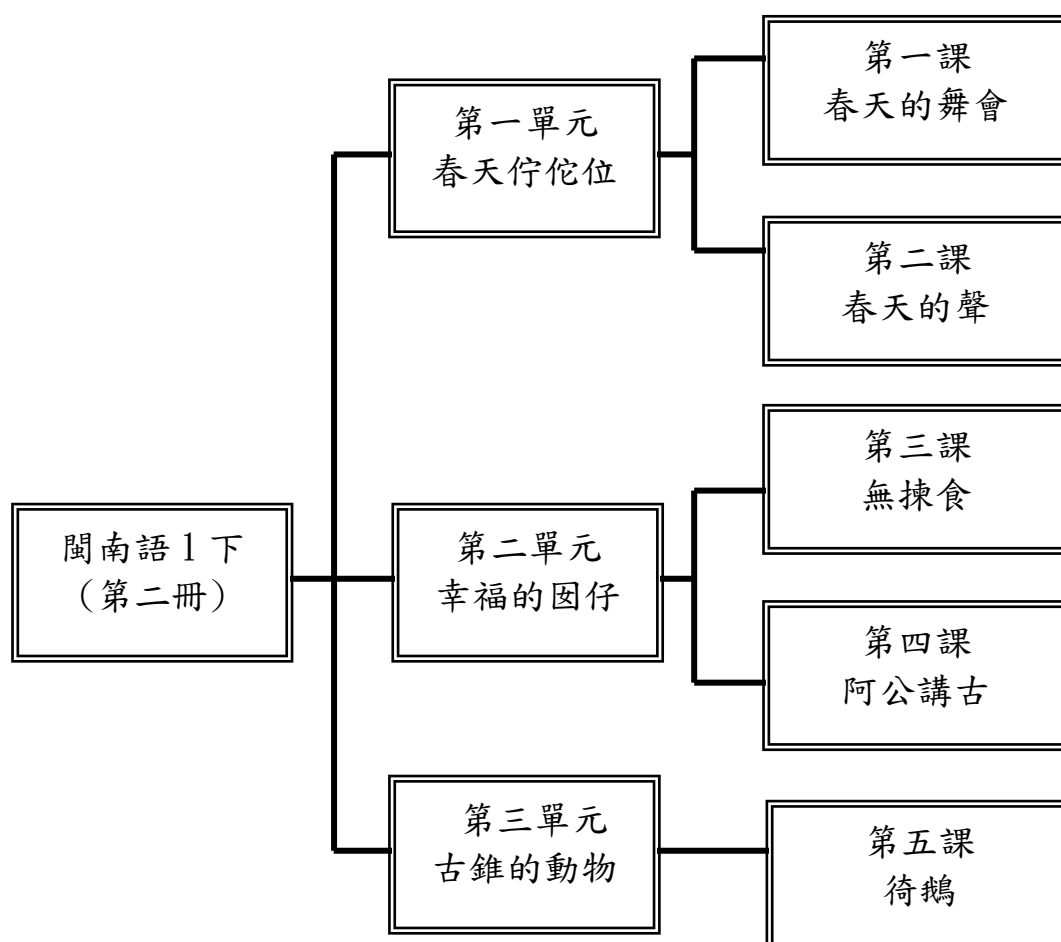 閩南語1下
（第二冊）
第一單元
春天佇佗位
第一課
春天的舞會
第二課
春天的聲
第二單元
幸福的囡仔
第三課
無揀食
第四課
阿公講古
第三單元
古錐的動物
第五課
徛鵝